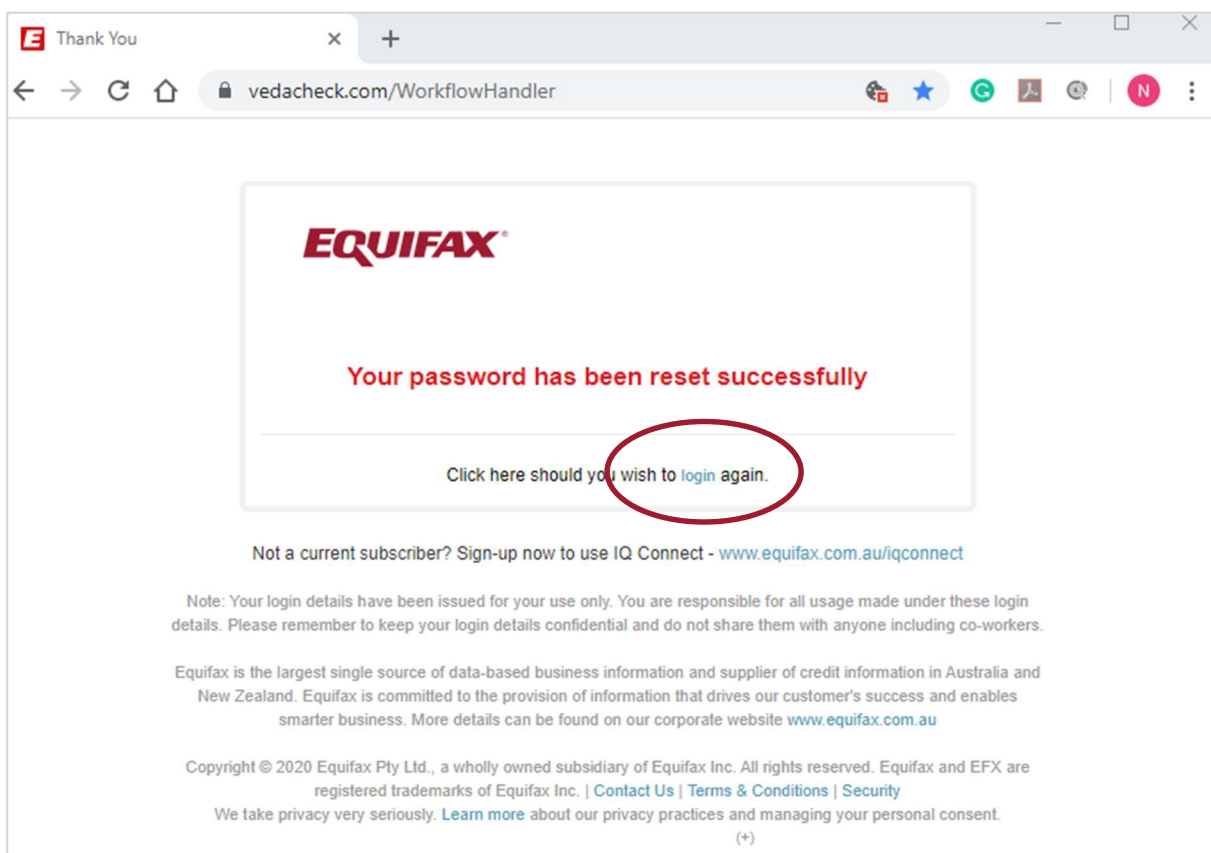 Thank You
vedacheck.com/WorkflowHandler
N
EQUIFAX®
Your password has been reset successfully
Click here should you wish to login again.
Not a current subscriber? Sign-up now to use IQ Connect - www.equifax.com.au/iqconnect
Note: Your login details have been issued for your use only. You are responsible for all usage made under these login
details. Please remember to keep your login details confidential and do not share them with anyone including co-workers.
Equifax is the largest single source of data-based business information and supplier of credit information in Australia and
New Zealand. Equifax is committed to the provision of information that drives our customer's success and enables
smarter business. More details can be found on our corporate website www.equifax.com.au
Copyright © 2020 Equifax Pty Ltd., a wholly owned subsidiary of Equifax Inc. All rights reserved. Equifax and EFX are
registered trademarks of Equifax Inc. | Contact Us | Terms & Conditions | Security
We take privacy very seriously. Learn more about our privacy practices and managing your personal consent.
(+)